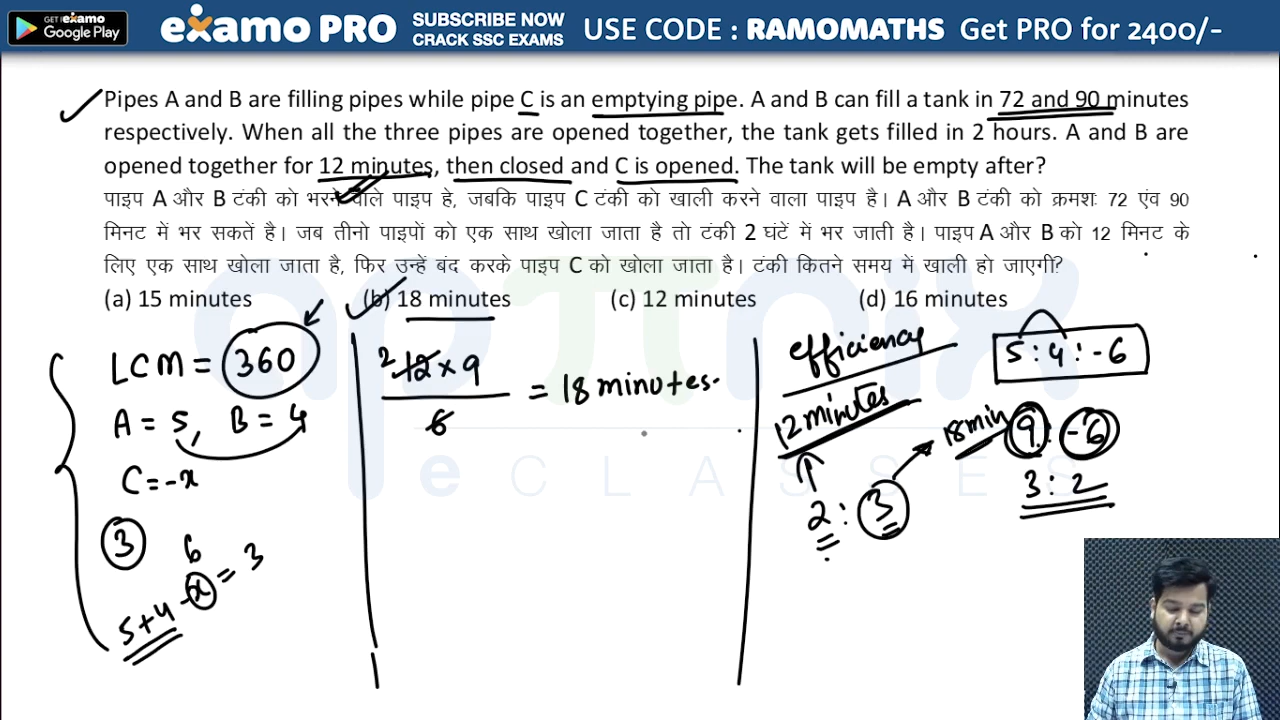 GET IT ON examo Google Play
examo PRO
SUBSCRIBE NOW
CRACK SSC EXAMS
USE CODE : RAMOMATHS Get PRO for 2400/-
Pipes A and B are filling pipes while pipe C is an emptying pipe. A and B can fill a tank in 72 and 90 minutes
respectively. When all the three pipes are opened together, the tank gets filled in 2 hours. A and B are
opened together for 12 minutes, then closed and C is opened. The tank will be empty after?
पाइप A और B टंकी को भरने वाले पाइप हे, जबकि पाइप C टंकी को खाली करने वाला पाइप है। A और B टंकी को क्रमशः 72 एंव 90
मिनट में भर सकतें है। जब तीनो पाइपों को एक साथ खोला जाता है तो टंकी 2 घंटें में भर जाती है। पाइप A और B को 12 मिनट के
लिए एक साथ खोला जाता है, फिर उन्हें बंद करके पाइप C को खोला जाता है। टंकी कितने समय में खाली हो जाएगी?
(a) 15 minutes (b) 18 minutes (c) 12 minutes (d) 16 minutes
LCM = 360
A = 5, B = 4
C = -x
3
6
5+4-x = 3
2
12 × 9
6
= 18 minutes.
efficiency
5 : 4 : -6
12 minutes
18 min
9 : -6
3 : 2
2 : 3
apttrix
eCLASSES